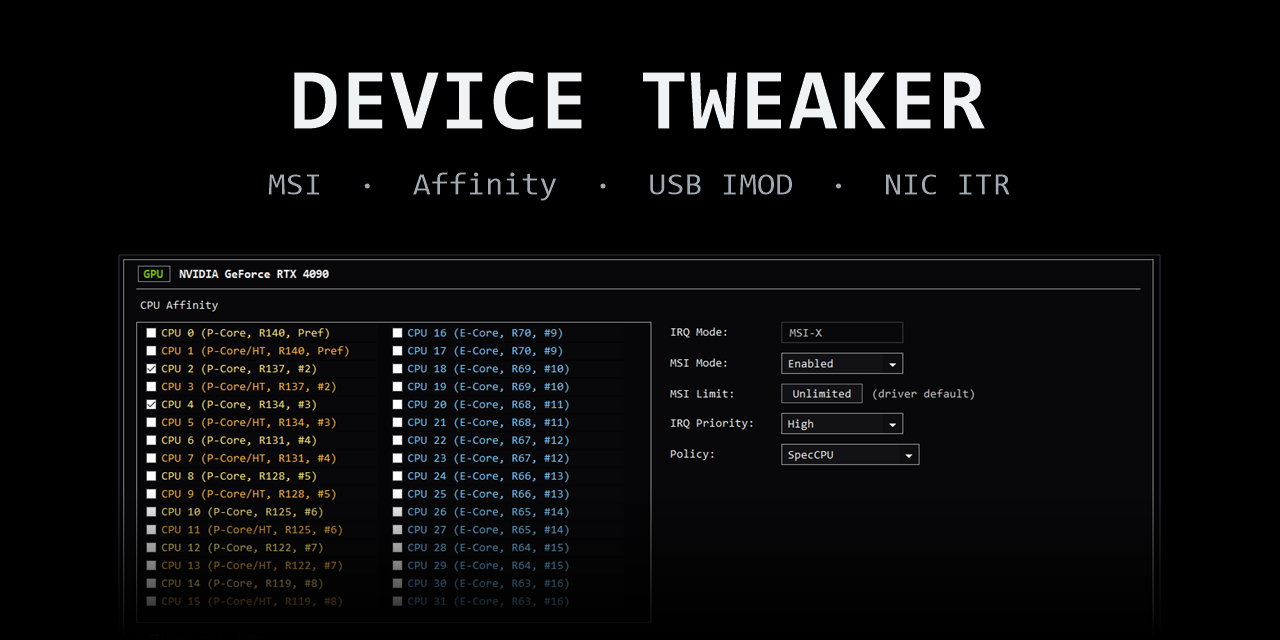 DEVICE TWEAKER
MSI · Affinity · USB IMOD · NIC ITR
GPU NVIDIA GeForce RTX 4090
CPU Affinity
CPU 0 (P-Core, R140, Pref)
CPU 1 (P-Core/HT, R140, Pref)
CPU 2 (P-Core, R137, #2)
CPU 3 (P-Core/HT, R137, #2)
CPU 4 (P-Core, R134, #3)
CPU 5 (P-Core/HT, R134, #3)
CPU 6 (P-Core, R131, #4)
CPU 7 (P-Core/HT, R131, #4)
CPU 8 (P-Core, R128, #5)
CPU 9 (P-Core/HT, R128, #5)
CPU 10 (P-Core, R125, #6)
CPU 11 (P-Core/HT, R125, #6)
CPU 12 (P-Core, R122, #7)
CPU 13 (P-Core/HT, R122, #7)
CPU 14 (P-Core, R119, #8)
CPU 15 (P-Core/HT, R119, #8)
CPU 16 (E-Core, R70, #9)
CPU 17 (E-Core, R70, #9)
CPU 18 (E-Core, R69, #10)
CPU 19 (E-Core, R69, #10)
CPU 20 (E-Core, R68, #11)
CPU 21 (E-Core, R68, #11)
CPU 22 (E-Core, R67, #12)
CPU 23 (E-Core, R67, #12)
CPU 24 (E-Core, R66, #13)
CPU 25 (E-Core, R66, #13)
CPU 26 (E-Core, R65, #14)
CPU 27 (E-Core, R65, #14)
CPU 28 (E-Core, R64, #15)
CPU 29 (E-Core, R64, #15)
CPU 30 (E-Core, R63, #16)
CPU 31 (E-Core, R63, #16)
IRQ Mode: MSI-X
MSI Mode: Enabled
MSI Limit: Unlimited (driver default)
IRQ Priority: High
Policy: SpecCPU